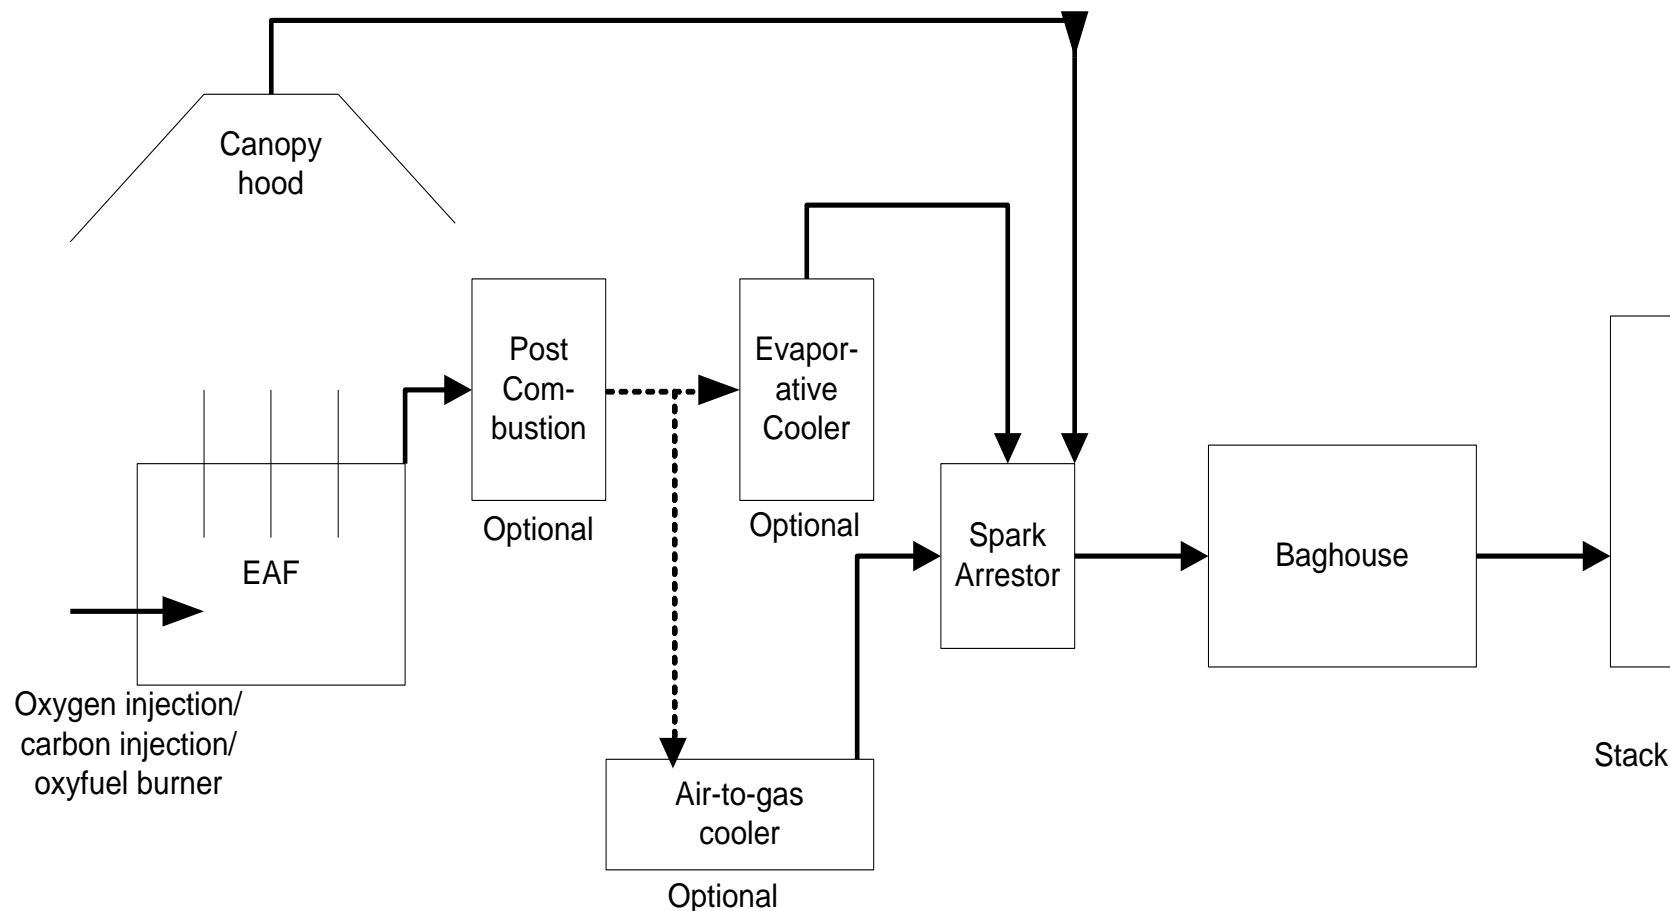 Canopy
hood
Post
Com-
bustion
Optional
Evapor-
ative
Cooler
Optional
EAF
Oxygen injection/
carbon injection/
oxyfuel burner
Air-to-gas
cooler
Optional
Spark
Arrestor
Baghouse
Stack